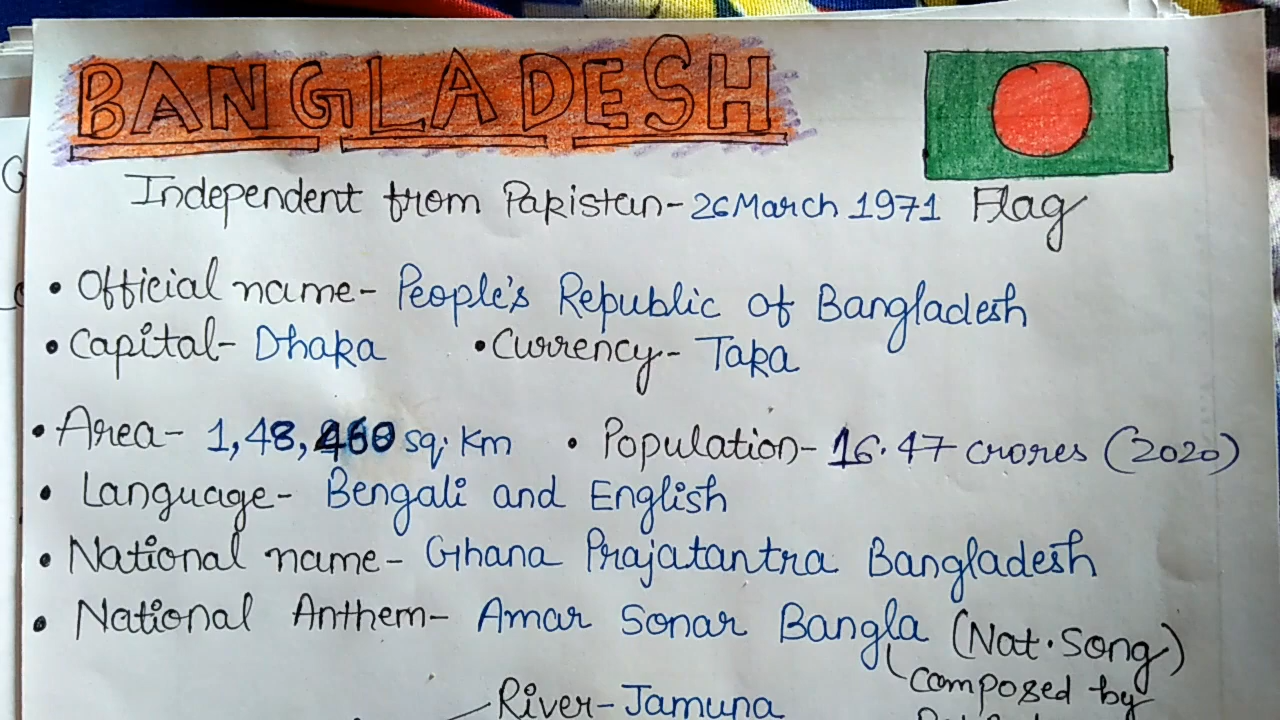 BANGLADESH
Independent from Pakistan- 26 March 1971 Flag
• Official name- People's Republic of Bangladesh
• Capital- Dhaka • Currency- Taka
• Area- 1,48,460 sq. Km • Population- 16.47 crores (2020)
• Language- Bengali and English
• National name- Ghana Prajatantra Bangladesh
• National Anthem- Amar Sonar Bangla (Nat. Song)
composed by
River- Jamuna